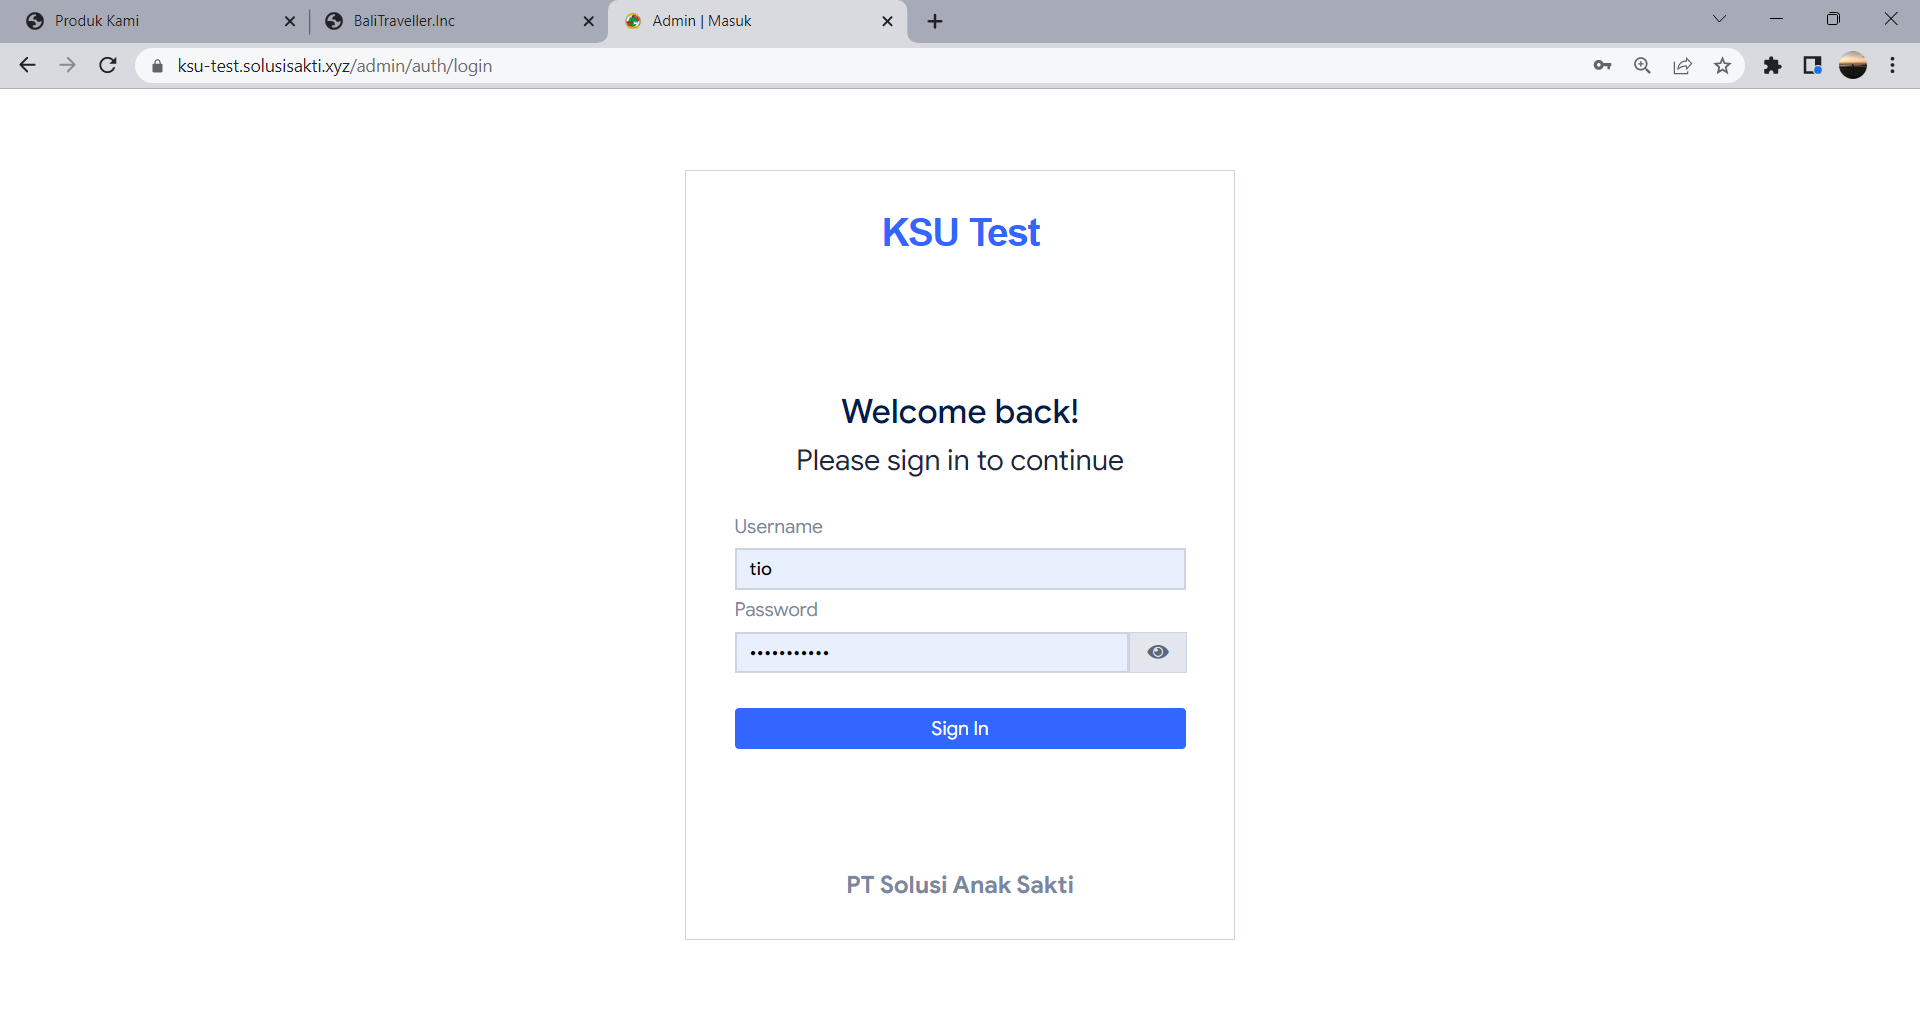 Produk Kami
BaliTraveller.Inc
Admin | Masuk
ksu-test.solusisakti.xyz/admin/auth/login
KSU Test
Welcome back!
Please sign in to continue
Username
tio
Password
•••••••••••
Sign In
PT Solusi Anak Sakti